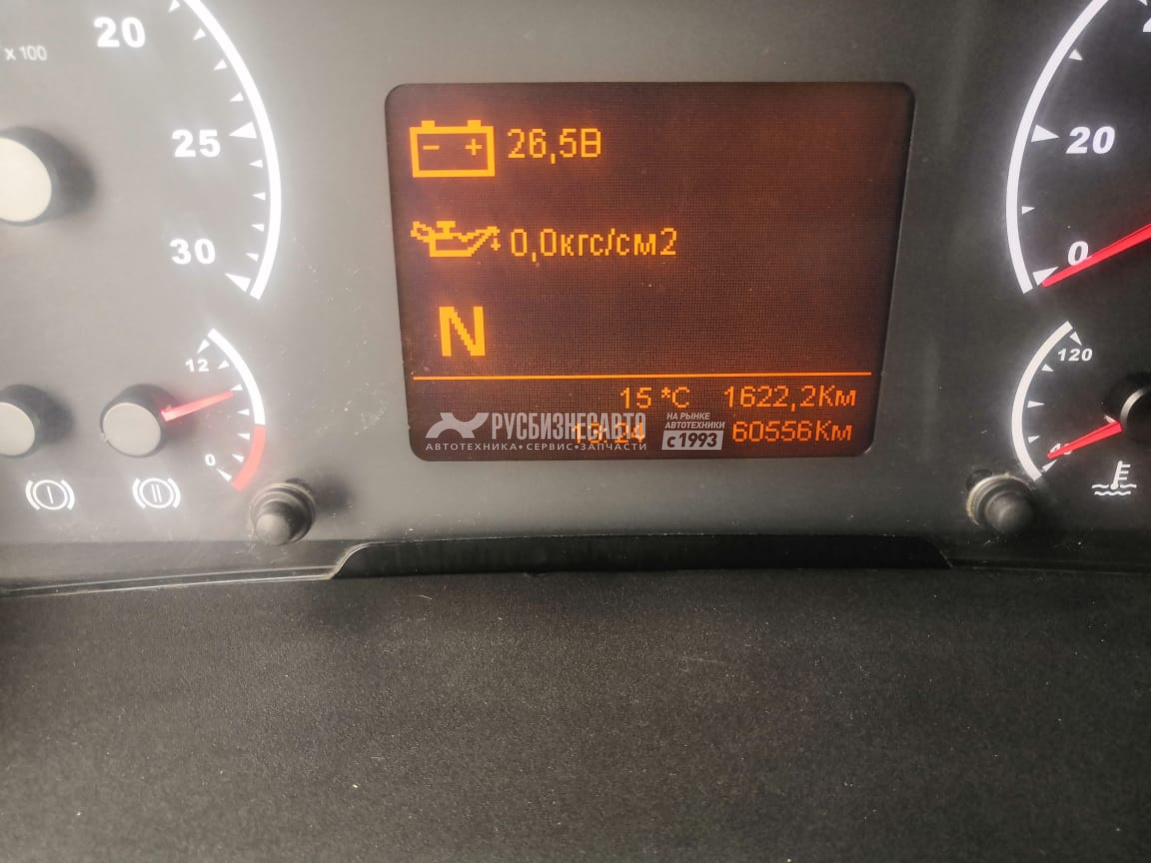 20
x 100
25
30
12
0
26,5В
0,0кгс/см2
N
15 °C 1622,2Км
60556Км
РУСБИЗНЕСАВТО
АВТОТЕХНИКА•СЕРВИС•ЗАПЧАСТИ
НА РЫНКЕ
АВТОТЕХНИКИ
с 1993
20
0
120